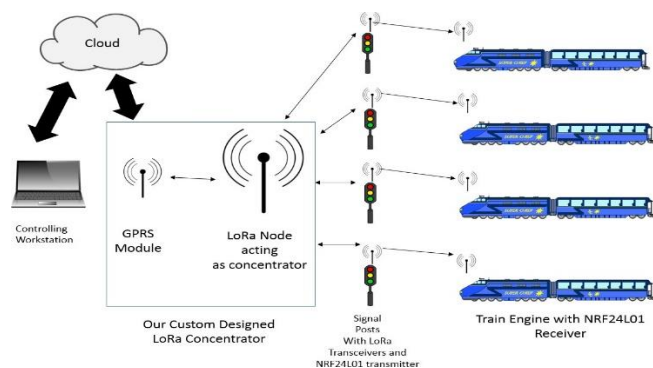 Cloud
Controlling
Workstation
GPRS
Module
LoRa Node
acting
as concentrator
Our Custom Designed
LoRa Concentrator
Signal
Posts
With LoRa
Transceivers and
NRF24L01 transmitter
Train Engine with NRF24L01
Receiver